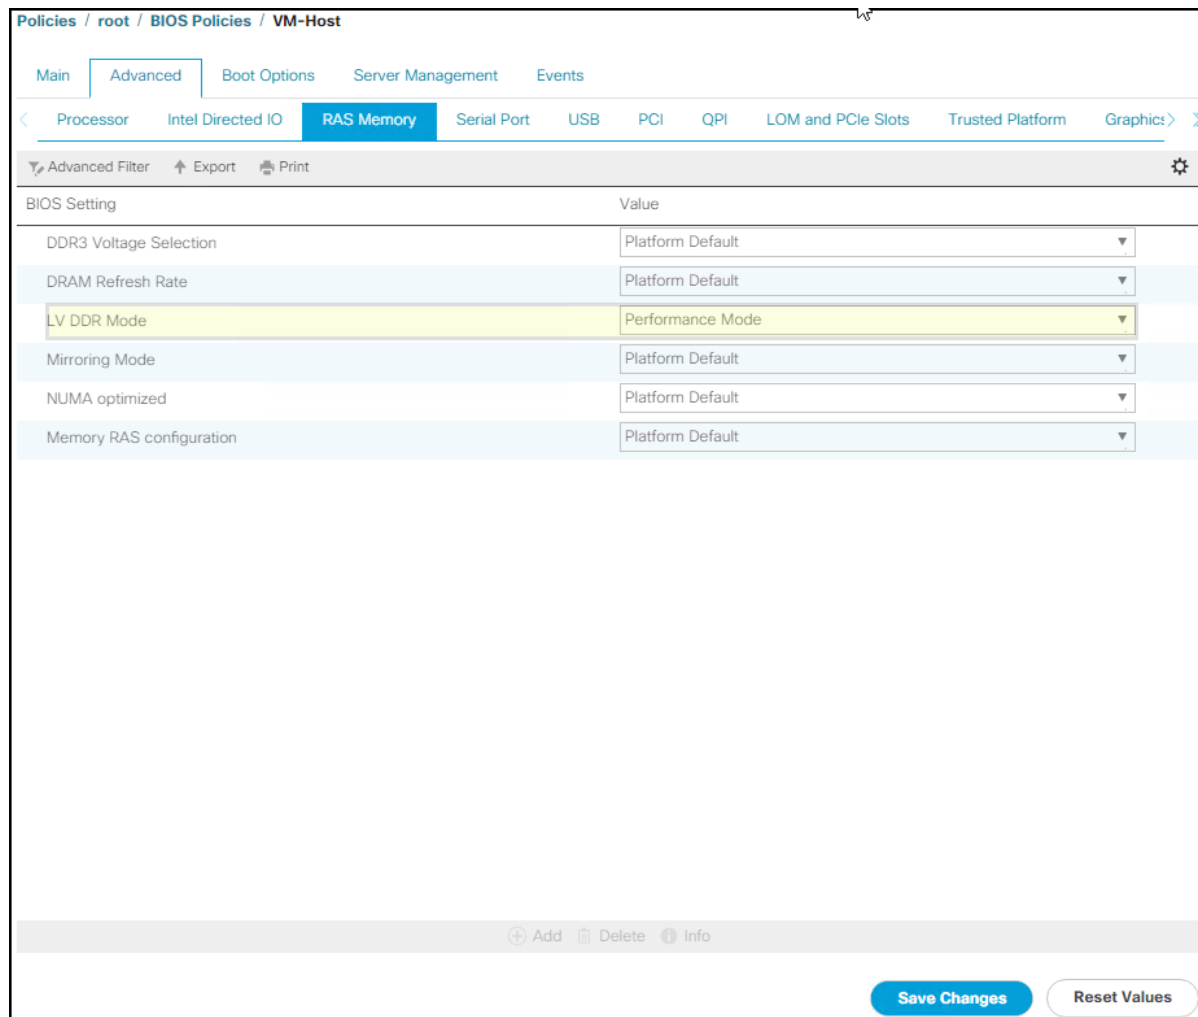 Policies / root / BIOS Policies / VM-Host
Main Advanced Boot Options Server Management Events
Processor Intel Directed IO RAS Memory Serial Port USB PCI QPI LOM and PCIe Slots Trusted Platform Graphics
Advanced Filter Export Print
BIOS Setting Value
DDR3 Voltage Selection Platform Default
DRAM Refresh Rate Platform Default
LV DDR Mode Performance Mode
Mirroring Mode Platform Default
NUMA optimized Platform Default
Memory RAS configuration Platform Default
Add Delete Info
Save Changes Reset Values